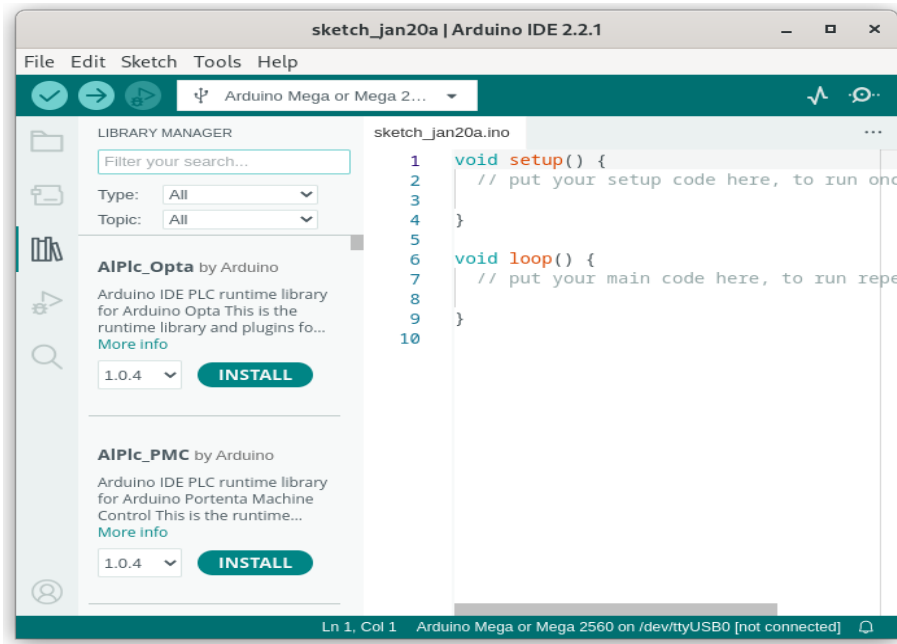 sketch_jan20a | Arduino IDE 2.2.1
File Edit Sketch Tools Help
Arduino Mega or Mega 2...
LIBRARY MANAGER
Filter your search...
Type: All
Topic: All
AlPlc_Opta by Arduino
Arduino IDE PLC runtime library
for Arduino Opta This is the
runtime library and plugins fo...
More info
1.0.4 INSTALL
AlPlc_PMC by Arduino
Arduino IDE PLC runtime library
for Arduino Portenta Machine
Control This is the runtime...
More info
1.0.4 INSTALL
sketch_jan20a.ino
1 void setup() {
2 // put your setup code here, to run onc
3
4 }
5
6 void loop() {
7 // put your main code here, to run repe
8
9 }
10
Ln 1, Col 1 Arduino Mega or Mega 2560 on /dev/ttyUSB0 [not connected]